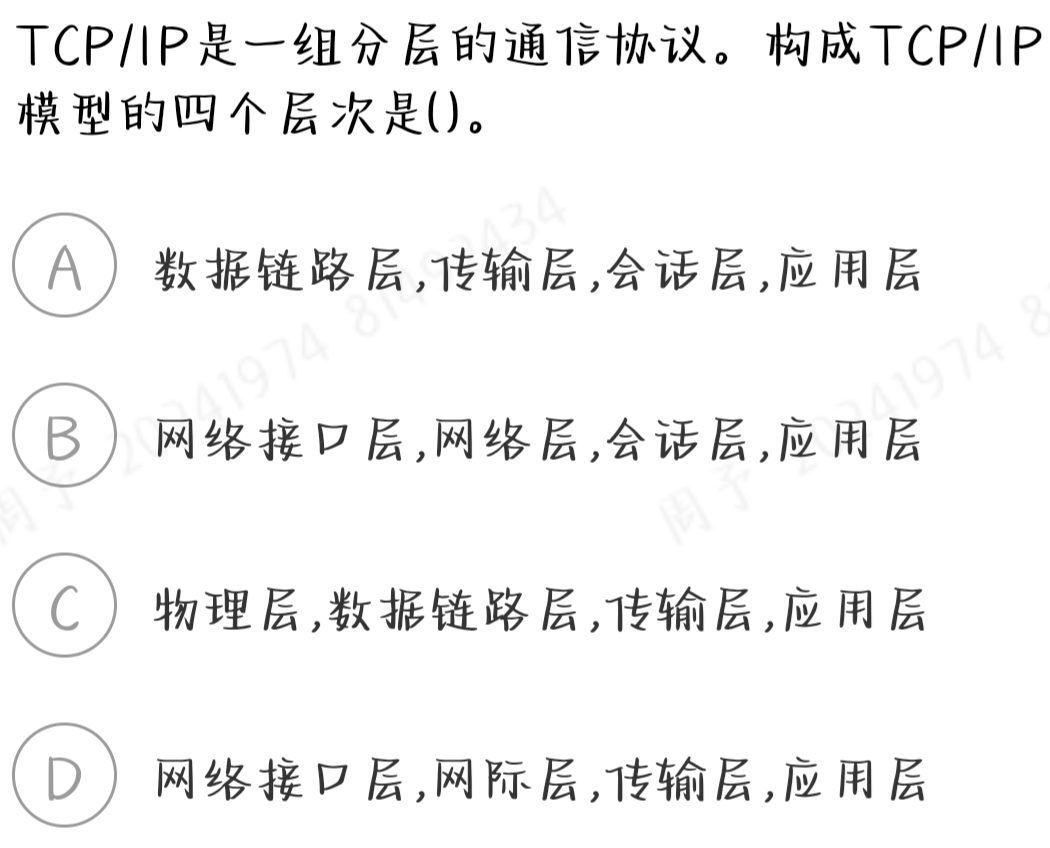 TCP/IP是一组分层的通信协议。构成TCP/IP
模型的四个层次是()。
A 数据链路层,传输层,会话层,应用层
B 网络接口层,网络层,会话层,应用层
C 物理层,数据链路层,传输层,应用层
D 网络接口层,网际层,传输层,应用层